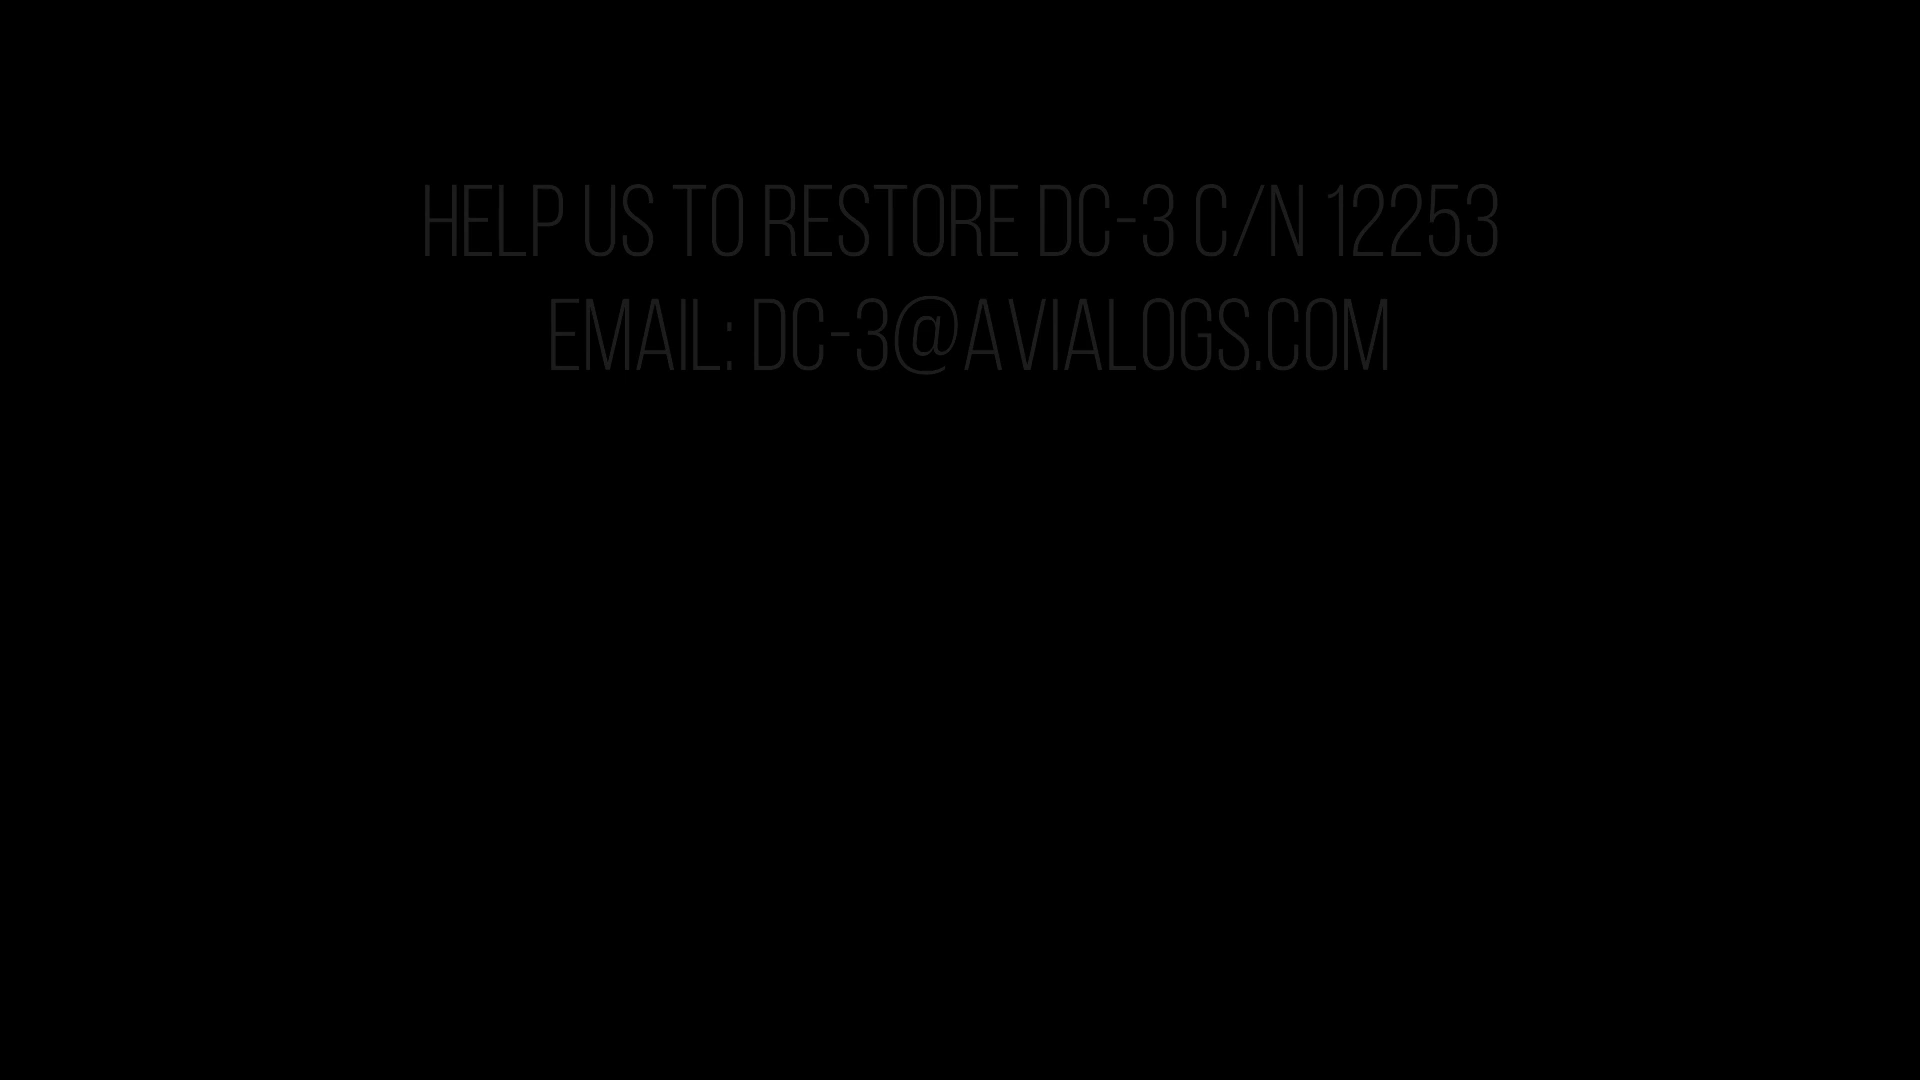 HELP US TO RESTORE DC-3 C/N 12253
EMAIL: DC-3@AVIALOGS.COM